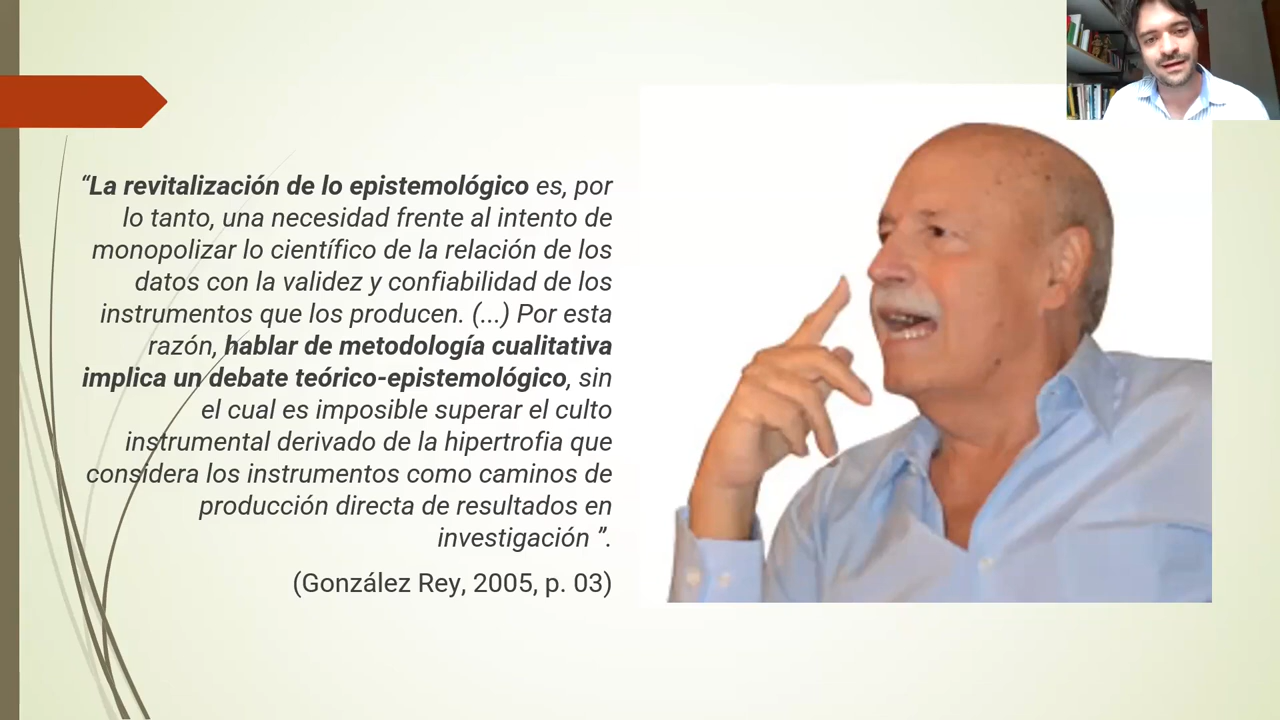 “La revitalización de lo epistemológico es, por
lo tanto, una necesidad frente al intento de
monopolizar lo científico de la relación de los
datos con la validez y confiabilidad de los
instrumentos que los producen. (...) Por esta
razón, hablar de metodología cualitativa
implica un debate teórico-epistemológico, sin
el cual es imposible superar el culto
instrumental derivado de la hipertrofia que
considera los instrumentos como caminos de
producción directa de resultados en
investigación ”.
(González Rey, 2005, p. 03)